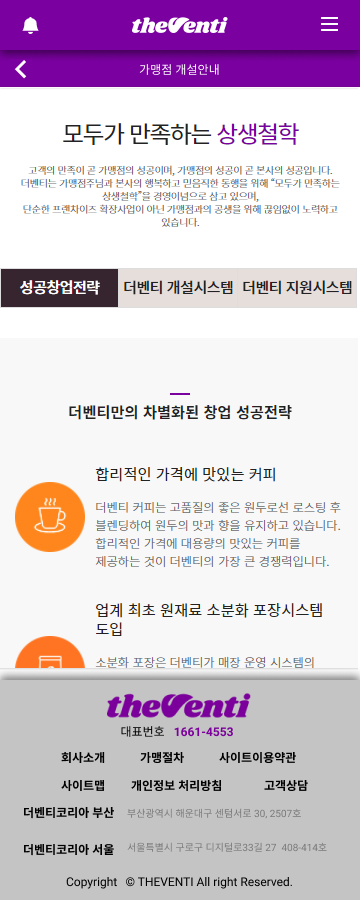 theVenti
가맹점 개설안내
모두가 만족하는 상생철학
고객의 만족이 곧 가맹점의 성공이며, 가맹점의 성공이 곧 본사의 성공입니다.
더벤티는 가맹점주님과 본사의 행복하고 믿음직한 동행을 위해 “모두가 만족하는
상생철학”을 경영이념으로 삼고 있으며,
단순한 프랜차이즈 확장사업이 아닌 가맹점과의 공생을 위해 끊임없이 노력하고
있습니다.
성공창업전략 더벤티 개설시스템 더벤티 지원시스템
더벤티만의 차별화된 창업 성공전략
합리적인 가격에 맛있는 커피
더벤티 커피는 고품질의 좋은 원두로선 로스팅 후
블렌딩하여 원두의 맛과 향을 유지하고 있습니다.
합리적인 가격에 대용량의 맛있는 커피를
제공하는 것이 더벤티의 가장 큰 경쟁력입니다.
업계 최초 원재료 소분화 포장시스템
도입
소분화 포장은 더벤티가 매장 운영 시스템의
theVenti
대표번호 1661-4553
회사소개 가맹절차 사이트이용약관
사이트맵 개인정보 처리방침 고객상담
더벤티코리아 부산 부산광역시 해운대구 센텀서로 30, 2507호
더벤티코리아 서울 서울특별시 구로구 디지털로33길 27 408-414호
Copyright © THEVENTI All right Reserved.